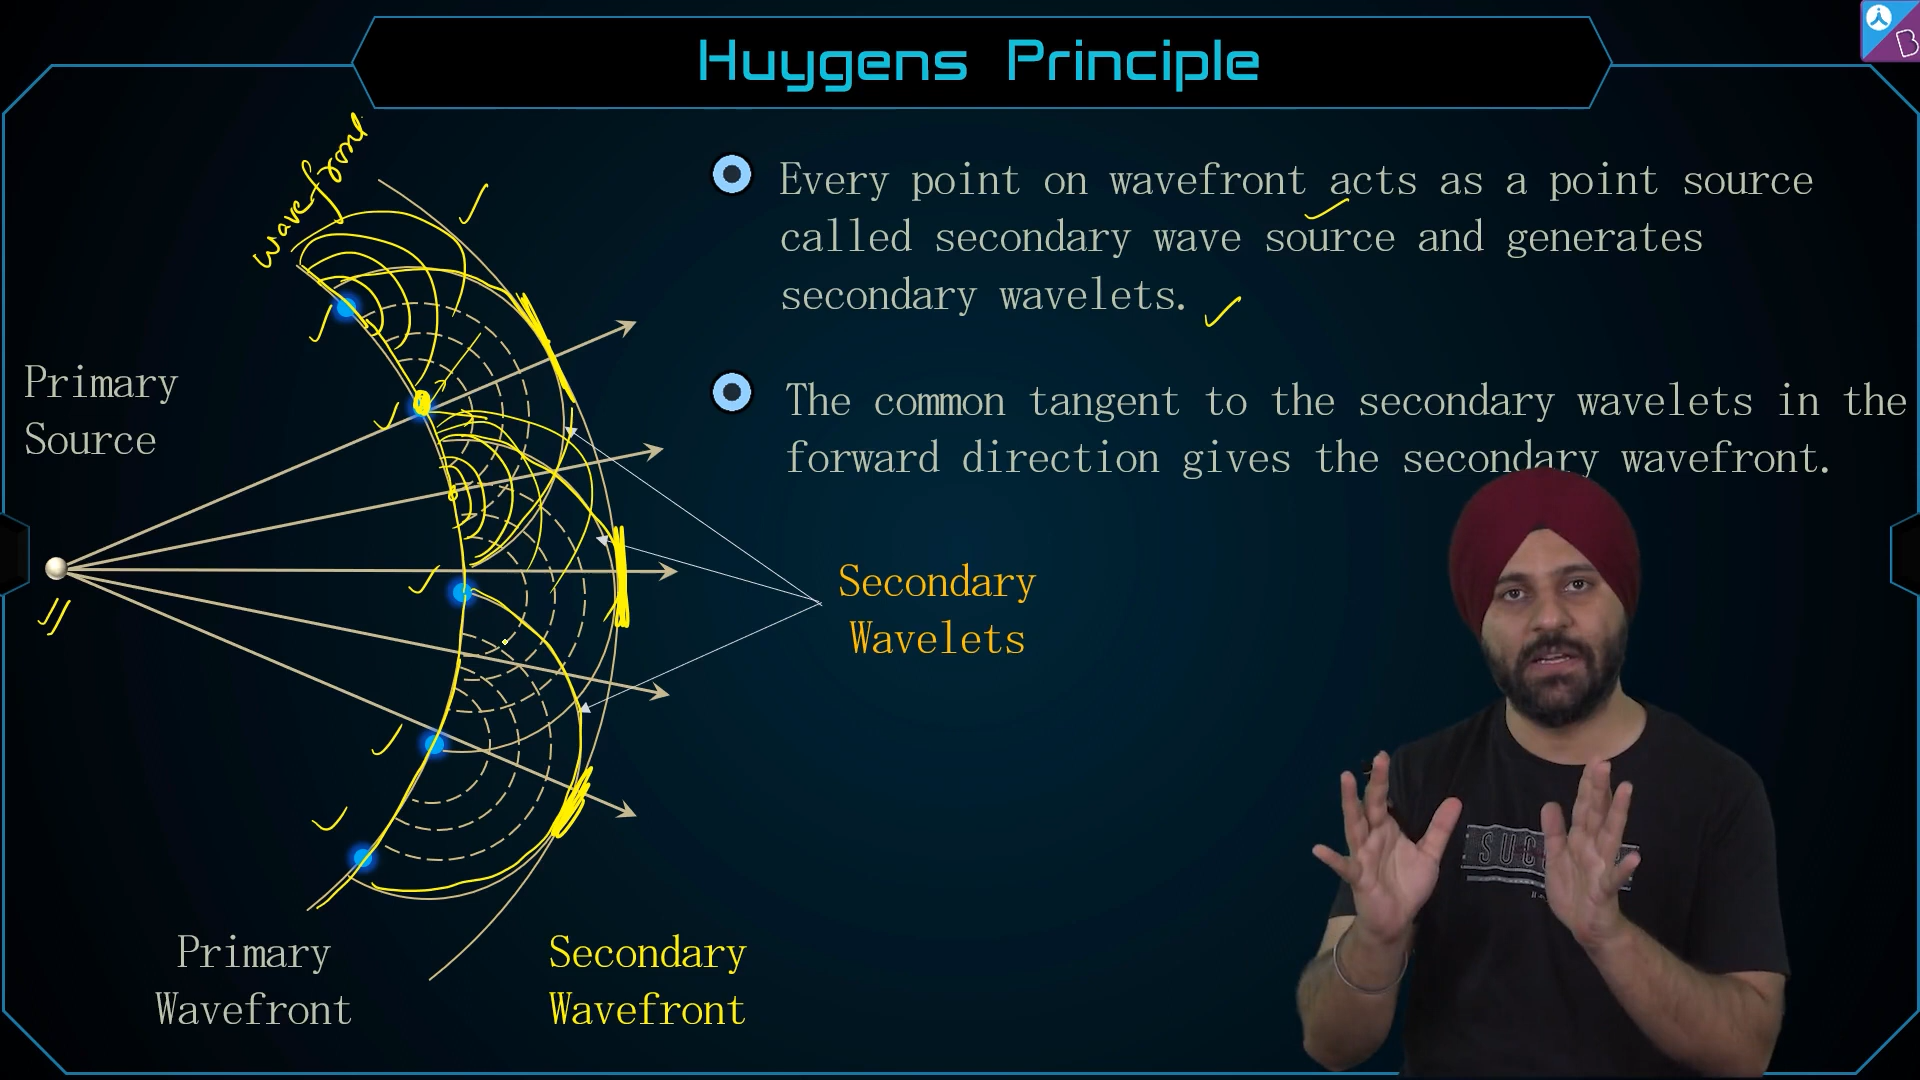 Huygens Principle
B
wavefront
Every point on wavefront acts as a point source
called secondary wave source and generates
secondary wavelets.
The common tangent to the secondary wavelets in the
forward direction gives the secondary wavefront.
Primary
Source
Secondary
Wavelets
Primary
Wavefront
Secondary
Wavefront